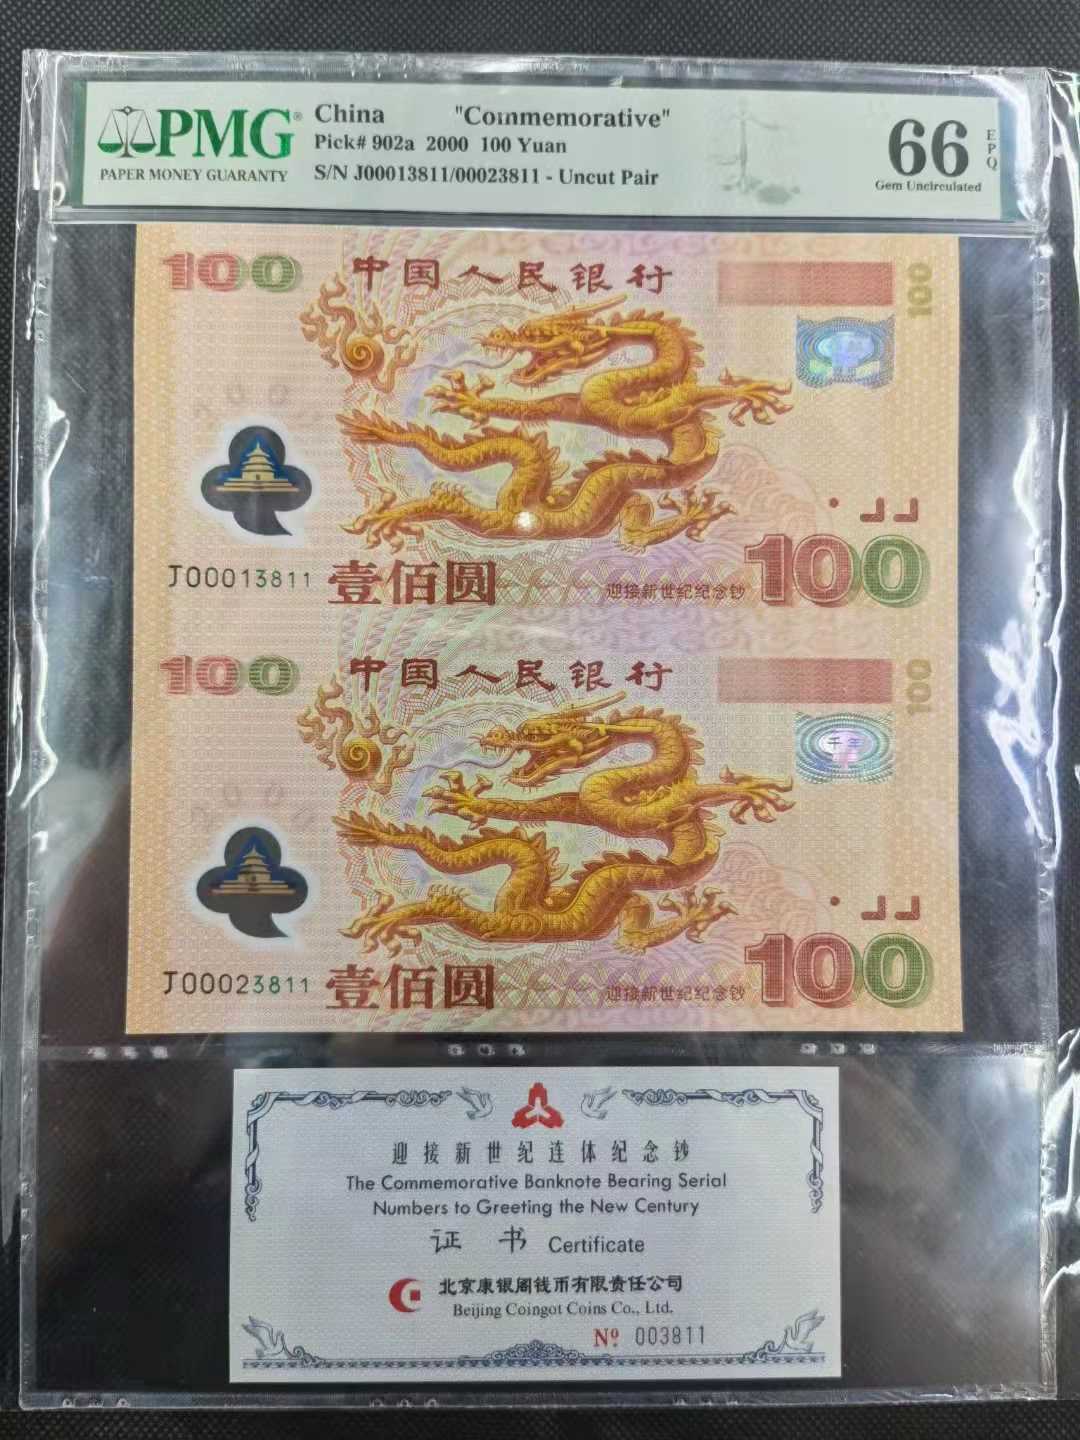 PMG®
PAPER MONEY GUARANTY
China "Commemorative"
Pick# 902a 2000 100 Yuan
S/N J00013811/00023811 - Uncut Pair
66
EPQ
Gem Uncirculated
100
中国人民银行
100
J00013811
壹佰圆
迎接新世纪纪念钞
100
100
中国人民银行
100
千年
J00023811
壹佰圆
迎接新世纪纪念钞
100
迎接新世纪连体纪念钞
The Commemorative Banknote Bearing Serial
Numbers to Greeting the New Century
证书 Certificate
北京康银阁钱币有限责任公司
Beijing Coingot Coins Co., Ltd.
Nº 003811